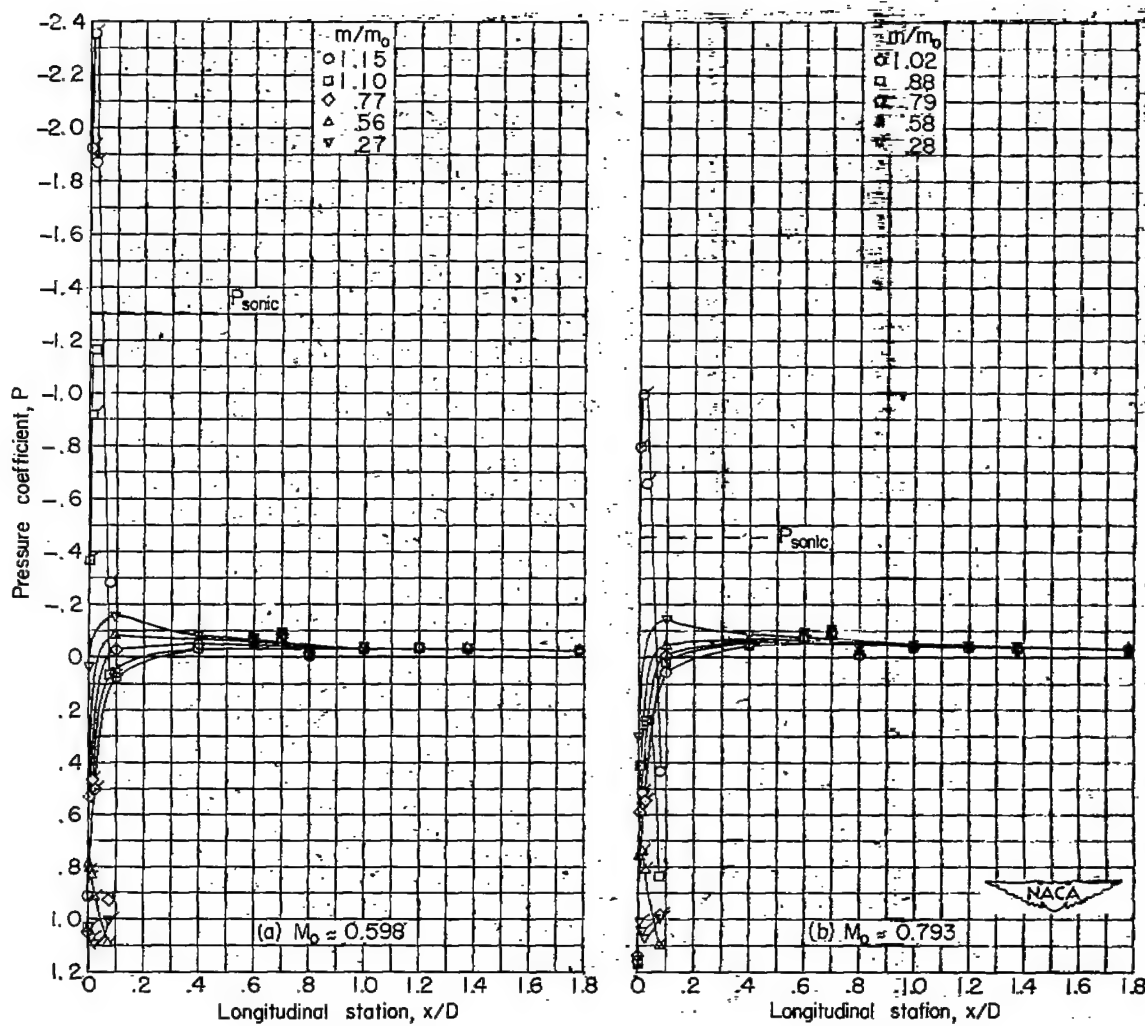 m/m₀
1.15
1.10
.77
.56
.27
P sonic
(a) M₀ ≈ 0.598
-2.4
-2.2
-2.0
-1.8
-1.6
-1.4
-1.2
-1.0
-.8
-.6
-.4
-.2
0
.2
.4
.6
.8
1.0
1.2
Pressure coefficient, P
0 .2 .4 .6 .8 1.0 1.2 1.4 1.6 1.8
Longitudinal station, x/D
m/m₀
1.02
.88
.79
.58
.28
P sonic
NACA
(b) M₀ ≈ 0.793
0 .2 .4 .6 .8 1.0 1.2 1.4 1.6 1.8
Longitudinal station, x/D